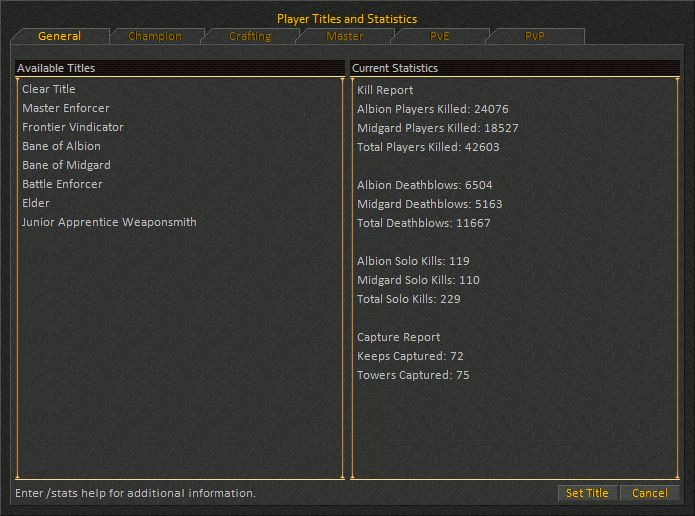 Player Titles and Statistics
General
Champion
Crafting
Master
PvE
PvP
Available Titles
Clear Title
Master Enforcer
Frontier Vindicator
Bane of Albion
Bane of Midgard
Battle Enforcer
Elder
Junior Apprentice Weaponsmith
Current Statistics
Kill Report
Albion Players Killed: 24076
Midgard Players Killed: 18527
Total Players Killed: 42603
Albion Deathblows: 6504
Midgard Deathblows: 5163
Total Deathblows: 11667
Albion Solo Kills: 119
Midgard Solo Kills: 110
Total Solo Kills: 229
Capture Report
Keeps Captured: 72
Towers Captured: 75
Enter /stats help for additional information.
Set Title
Cancel